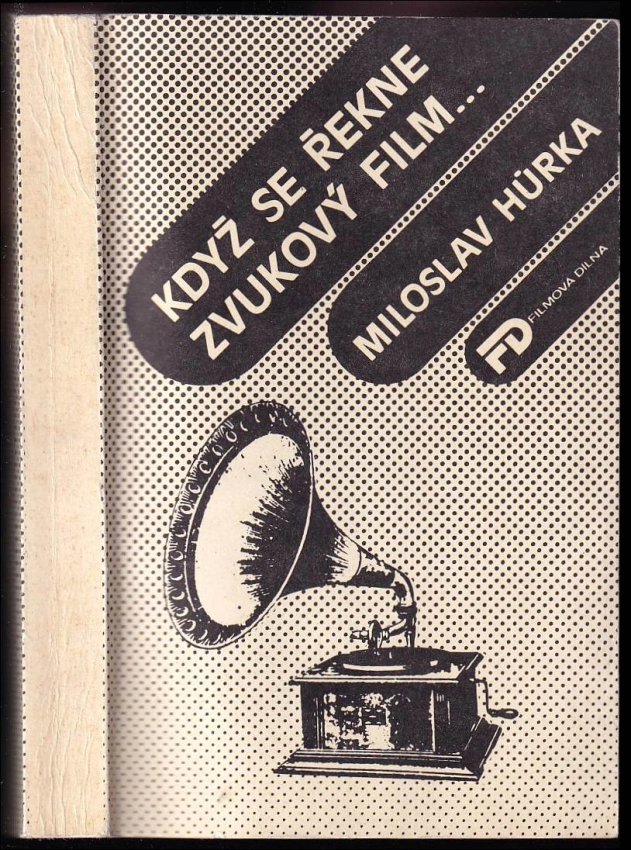 KDYŽ SE ŘEKNE
ZVUKOVÝ FILM...
MILOSLAV HŮRKA
FD FILMOVÁ DÍLNA